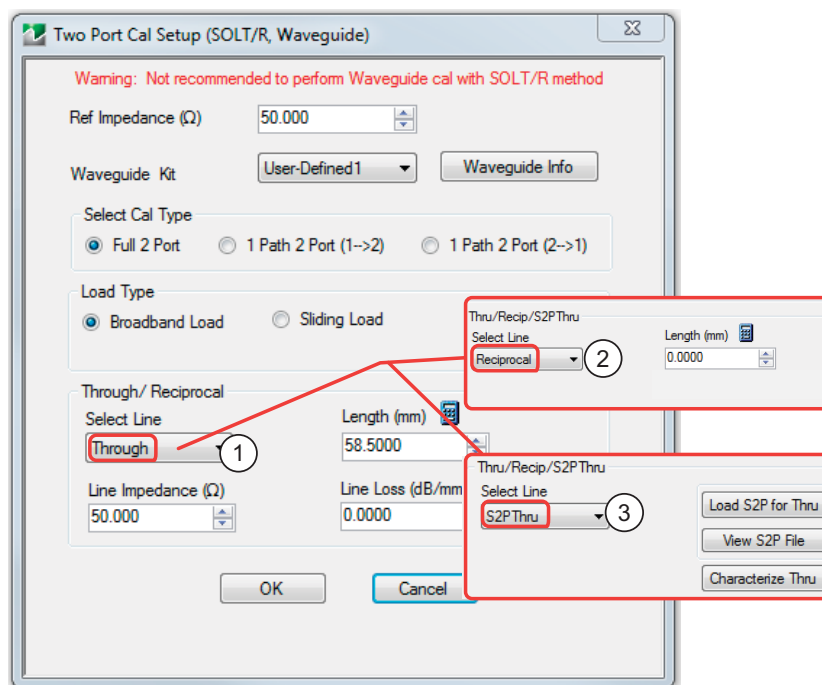 Two Port Cal Setup (SOLT/R, Waveguide)
Warning: Not recommended to perform Waveguide cal with SOLT/R method
Ref Impedance (Ω)
50.000
Waveguide Kit
User-Defined1
Waveguide Info
Select Cal Type
Full 2 Port
1 Path 2 Port (1-->2)
1 Path 2 Port (2-->1)
Load Type
Broadband Load
Sliding Load
Thru/Recip/S2PThru
Select Line
Length (mm)
Reciprocal
2
0.0000
Through/ Reciprocal
Select Line
Length (mm)
Through
1
58.5000
Line Impedance (Ω)
Line Loss (dB/mm
50.000
0.0000
Thru/Recip/S2PThru
Select Line
S2PThru
3
Load S2P for Thru
View S2P File
Characterize Thru
OK
Cancel